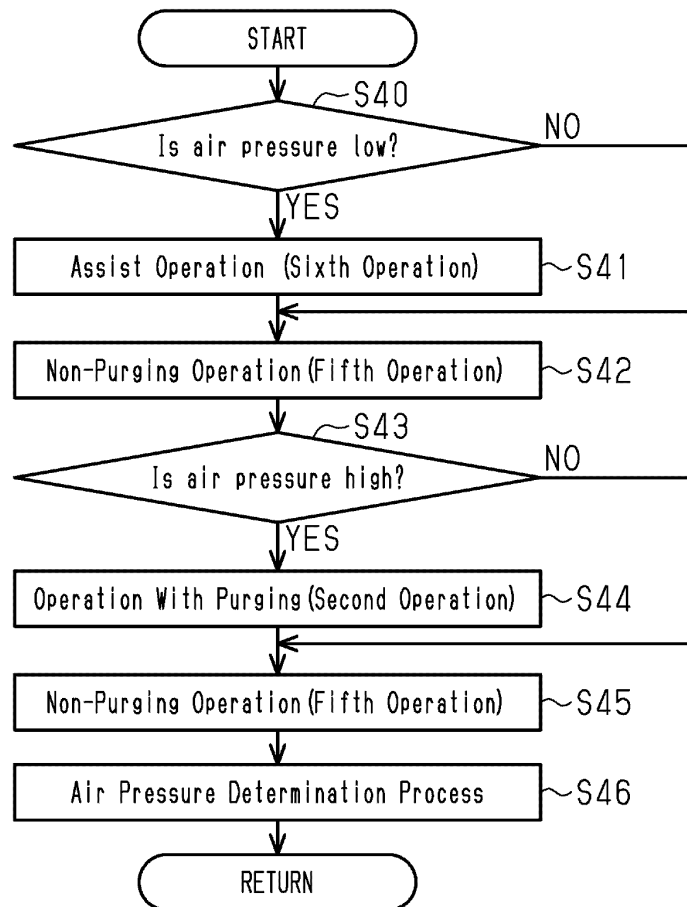 START
S40
Is air pressure low?
NO
YES
Assist Operation (Sixth Operation)
S41
Non-Purging Operation(Fifth Operation)
S42
S43
Is air pressure high?
NO
YES
Operation With Purging(Second Operation)
S44
Non-Purging Operation(Fifth Operation)
S45
Air Pressure Determination Process
S46
RETURN